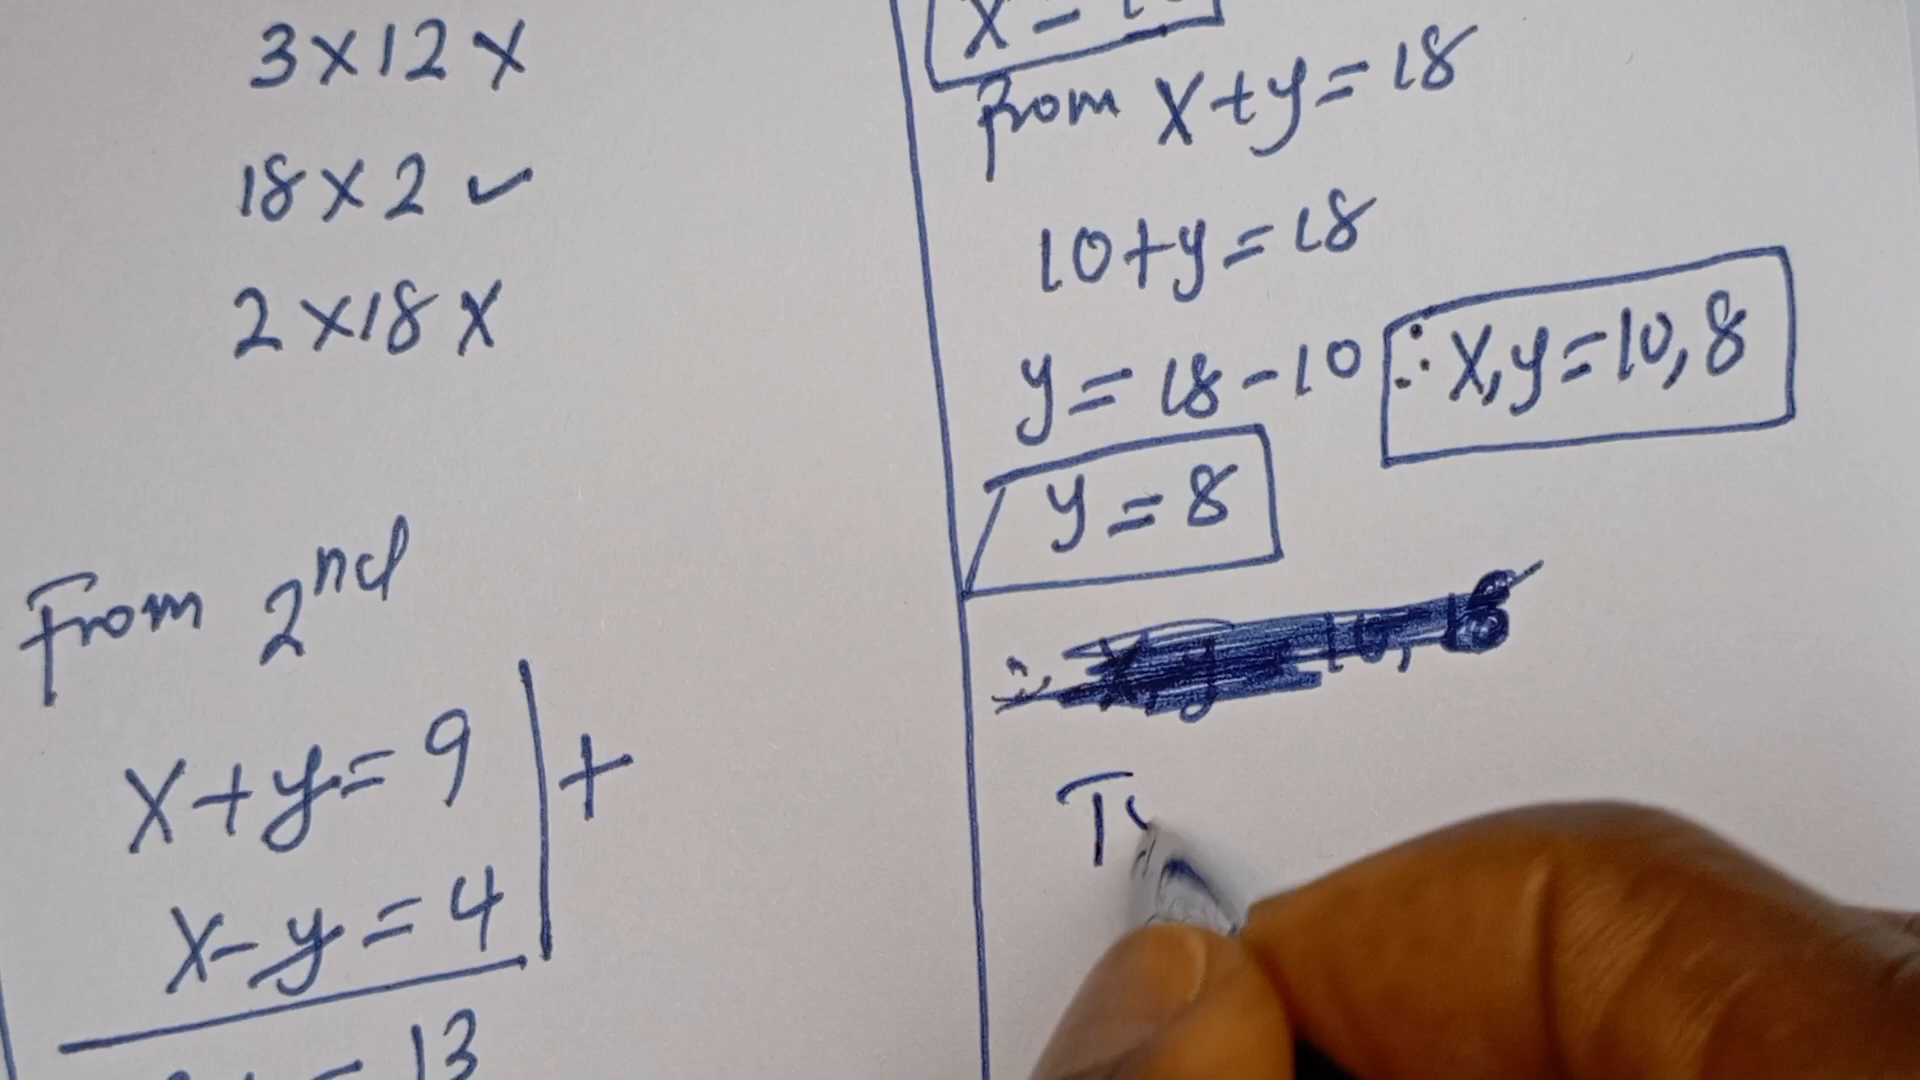 3×12 ×
18×2 ✓
2×18 ×
From 2nd
x+y=9 | +
x-y=4
= 13
from x+y=18
10+y=18
y=18-10
∴x,y=10,8
y=8